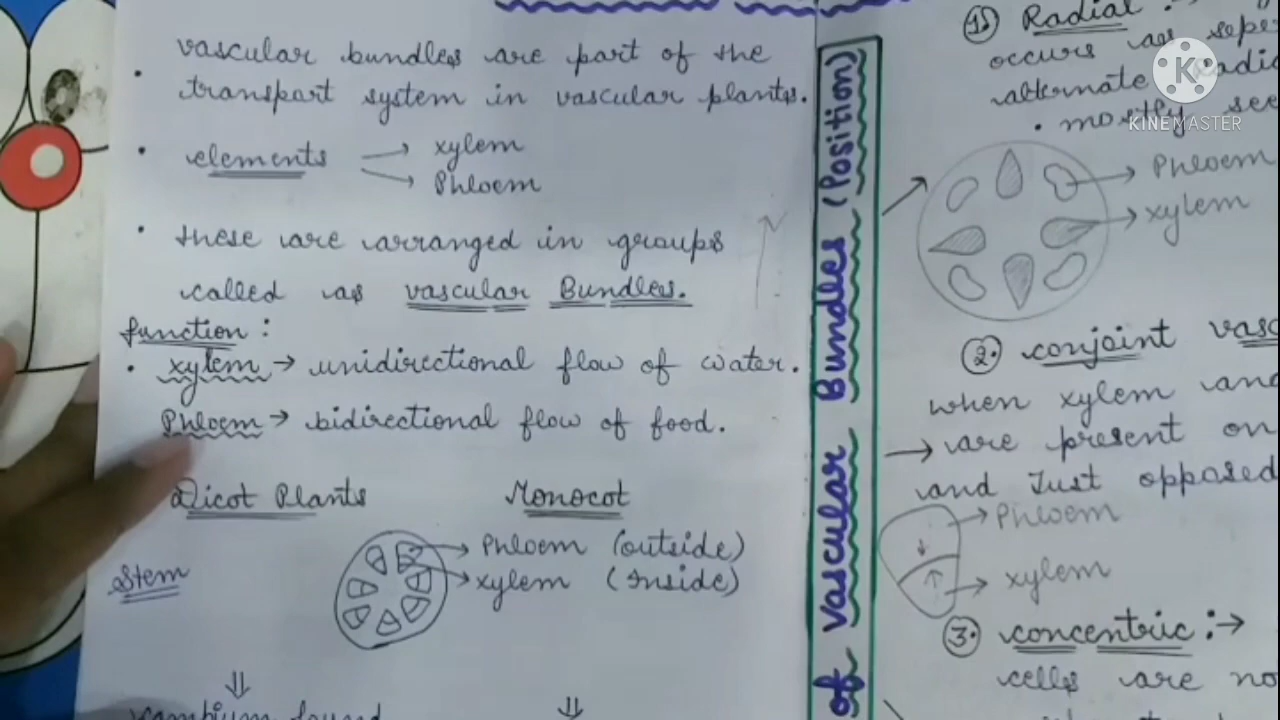 vascular bundles are part of the
transport system in vascular plants.
elements → xylem
→ Phloem
these are arranged in groups
called as vascular Bundles.
function :
xylem → unidirectional flow of water.
Phloem → bidirectional flow of food.
Dicot Plants
Monocot
Stem
Phloem (outside)
xylem (Inside)
cambium found
of vascular Bundles (Position)
1. Radial :
occurs as
alternate
• mostly
Phloem
xylem
2. conjoint
when xylem and
→ are present on
and Just opposed
Phloem
xylem
3. concentric :→
cells are
KINEMASTER
K